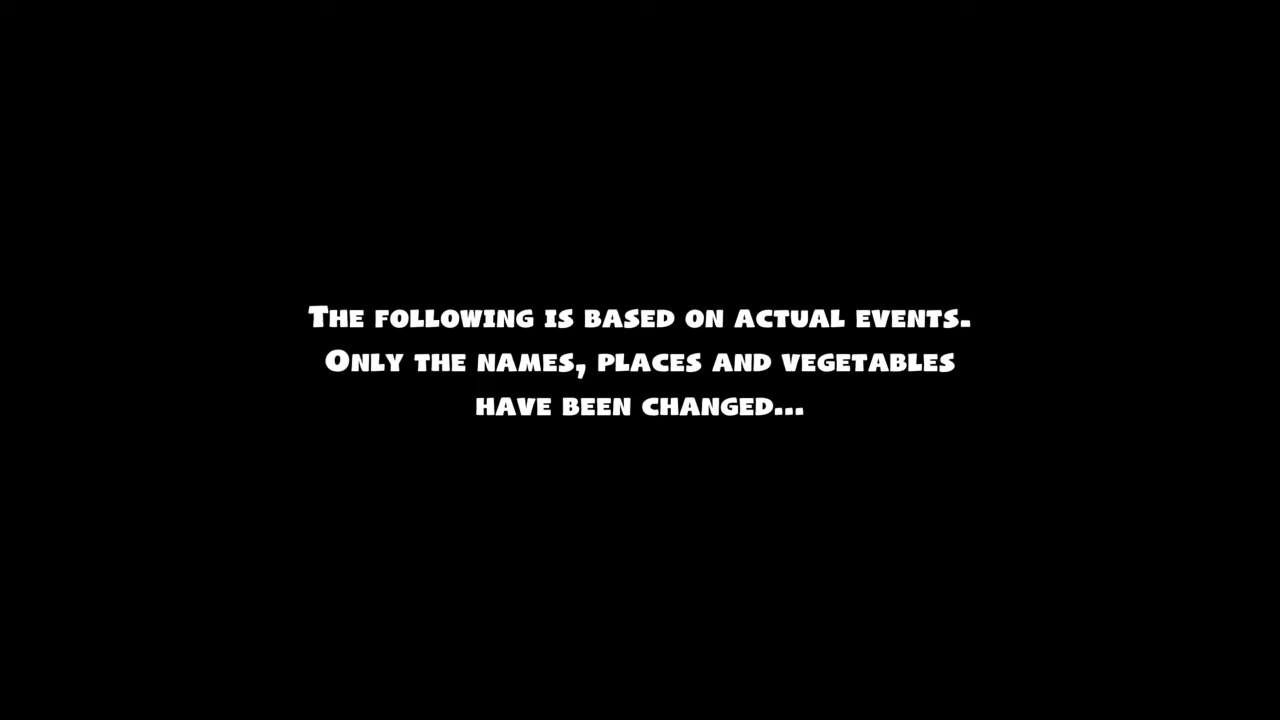 The following is based on actual events.
Only the names, places and vegetables
have been changed...